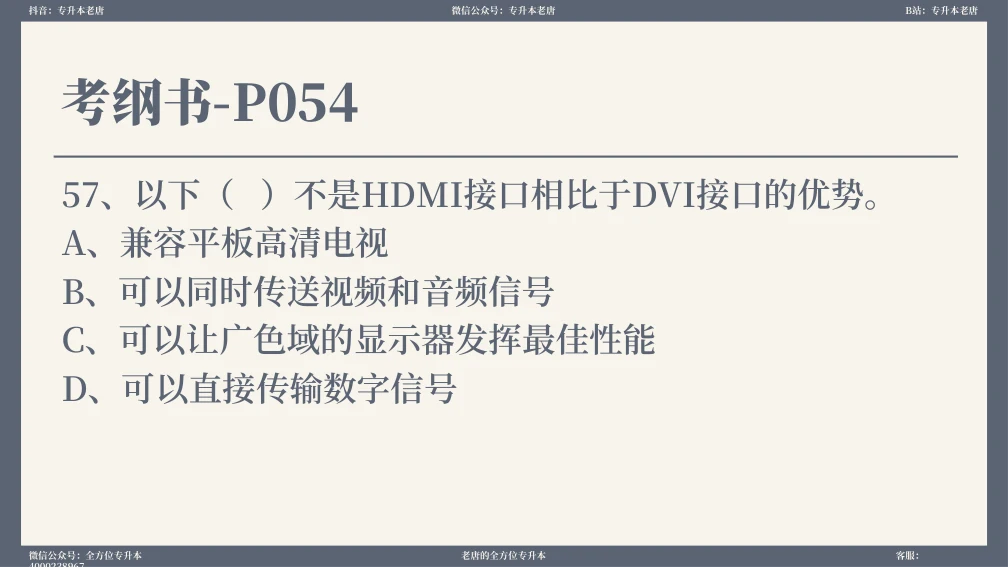 抖音：专升本老唐
微信公众号：专升本老唐
B站：专升本老唐
考纲书-P054
57、以下（  ）不是HDMI接口相比于DVI接口的优势。
A、兼容平板高清电视
B、可以同时传送视频和音频信号
C、可以让广色域的显示器发挥最佳性能
D、可以直接传输数字信号
微信公众号：全方位专升本
老唐的全方位专升本
客服：
4000238967